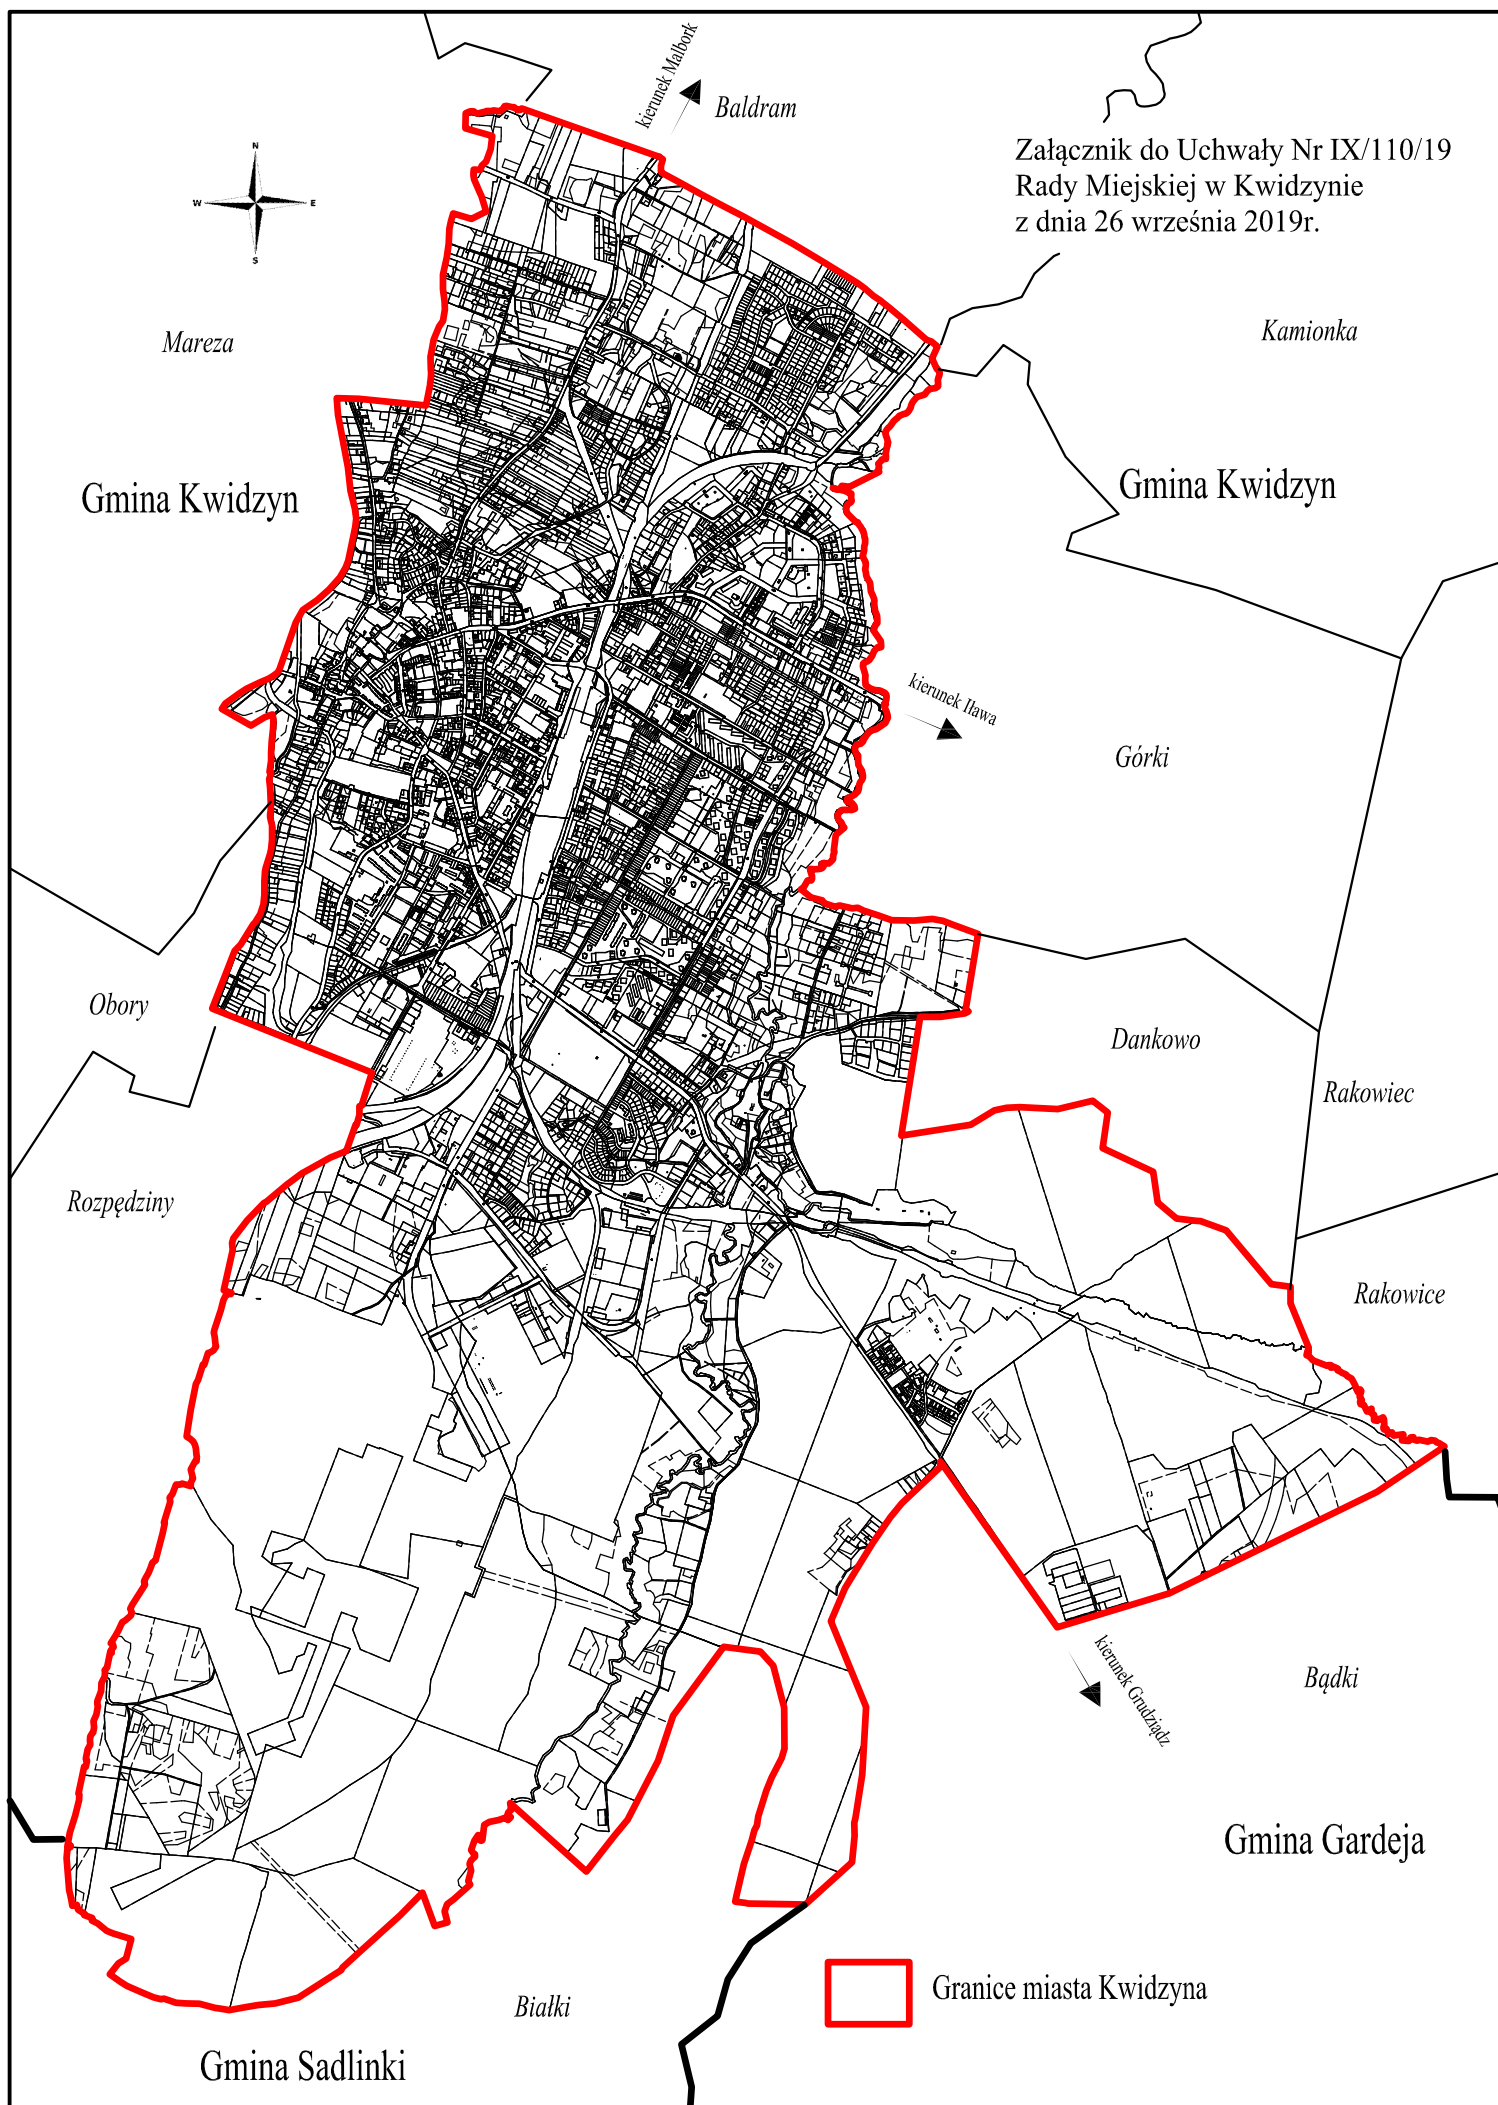 kierunek Malbork
Baldram
Załącznik do Uchwały Nr IX/110/19
Rady Miejskiej w Kwidzynie
z dnia 26 września 2019r.
N
W
E
S
Mareza
Kamionka
Gmina Kwidzyn
Gmina Kwidzyn
kierunek Iława
Górki
Obory
Dankowo
Rakowiec
Rozpędziny
Rakowice
kierunek Grudziądz
Bądki
Gmina Gardeja
Granice miasta Kwidzyna
Białki
Gmina Sadlinki